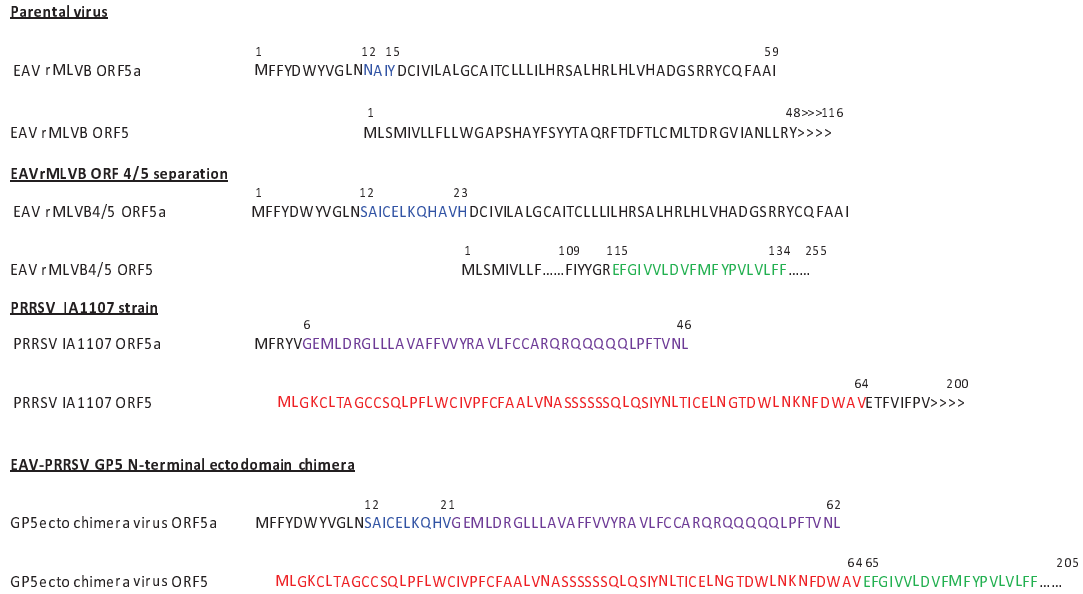 Parental virus
1 12 15 59
EAV rMLVB ORF5a MFFYDWYVGLNNAIYDCIVILALGCAITCLLLILHRSALHRLHLVHADGSRRYCQFAAI
1 48>>>116
EAV rMLVB ORF5 MLSMIVLLFLLWGAPSHAYFSYYTAQRFTDFTLCMLTDRGVIANLLRY>>>>
EAVrMLVB ORF 4/5 separation
1 12 23
EAV rMLVB4/5 ORF5a MFFYDWYVGLNSAICELKQHAVHDCIVILALGCAITCLLLILHRSALHRLHLVHADGSRRYCQFAAI
1 109 115 134 255
EAV rMLVB4/5 ORF5 MLSMIVLLF......FIYYGREFGIVVLDVFMFYPVLVLFF......
PRRSV IA1107 strain
6 46
PRRSV IA1107 ORF5a MFRYVGEMLDRGLLLAVAFFVVYRAVLFCCARQRQQQQQLPFTVNL
64 200
PRRSV IA1107 ORF5 MLGKCLTAGCCSQLPFLWCIVPFCFAALVNASSSSSSQLQSIYNLTICELNGTDWLNKNFDWAVETFVIFPV>>>>
EAV-PRRSV GP5 N-terminal ectodomain chimera
12 21 62
GP5ecto chimera virus ORF5a MFFYDWYVGLNSAICELKQHVGEMLDRGLLLAVAFFVVYRAVLFCCARQRQQQQQLPFTVNL
64 65 205
GP5ecto chimera virus ORF5 MLGKCLTAGCCSQLPFLWCIVPFCFAALVNASSSSSSQLQSIYNLTICELNGTDWLNKNFDWAVEFGIVVLDVFMFYPVLVLFF......